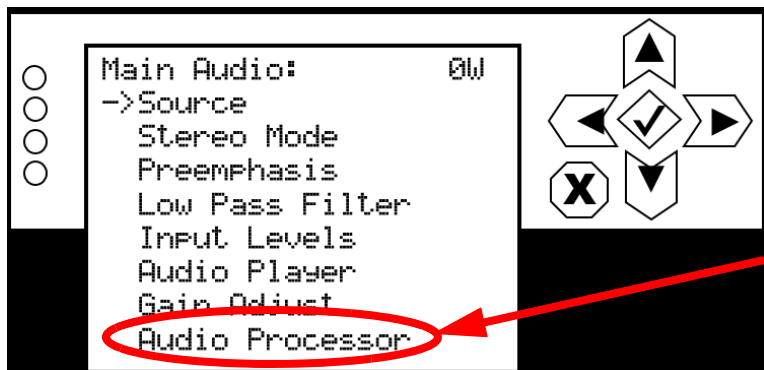 Main Audio: 0W
->Source
Stereo Mode
Preemphasis
Low Pass Filter
Input Levels
Audio Player
Gain Adjust
Audio Processor
X